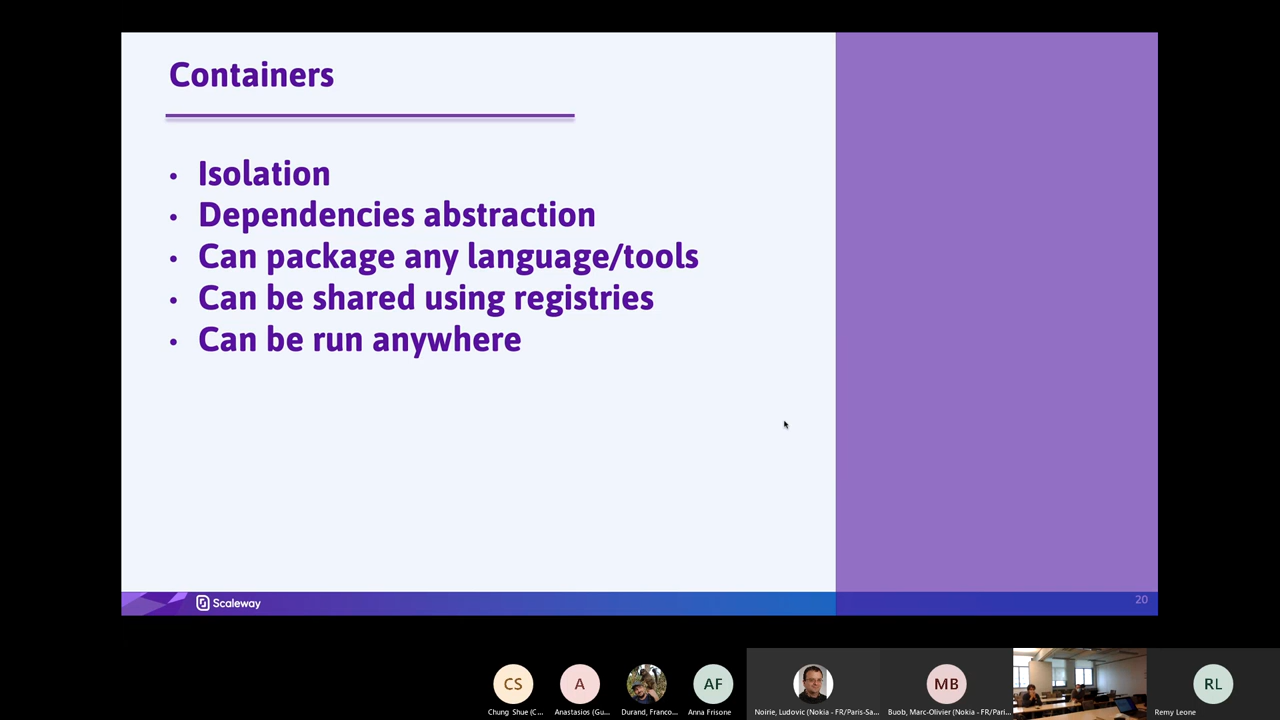 Containers
• Isolation
• Dependencies abstraction
• Can package any language/tools
• Can be shared using registries
• Can be run anywhere
Scaleway
20
CS
A
AF
MB
RL
Chung Shue (C...
Anastasios (Gu...
Durand, Franco...
Anna Frisone
Noirie, Ludovic (Nokia - FR/Paris-Sa...
Buob, Marc-Olivier (Nokia - FR/Pari...
Remy Leone